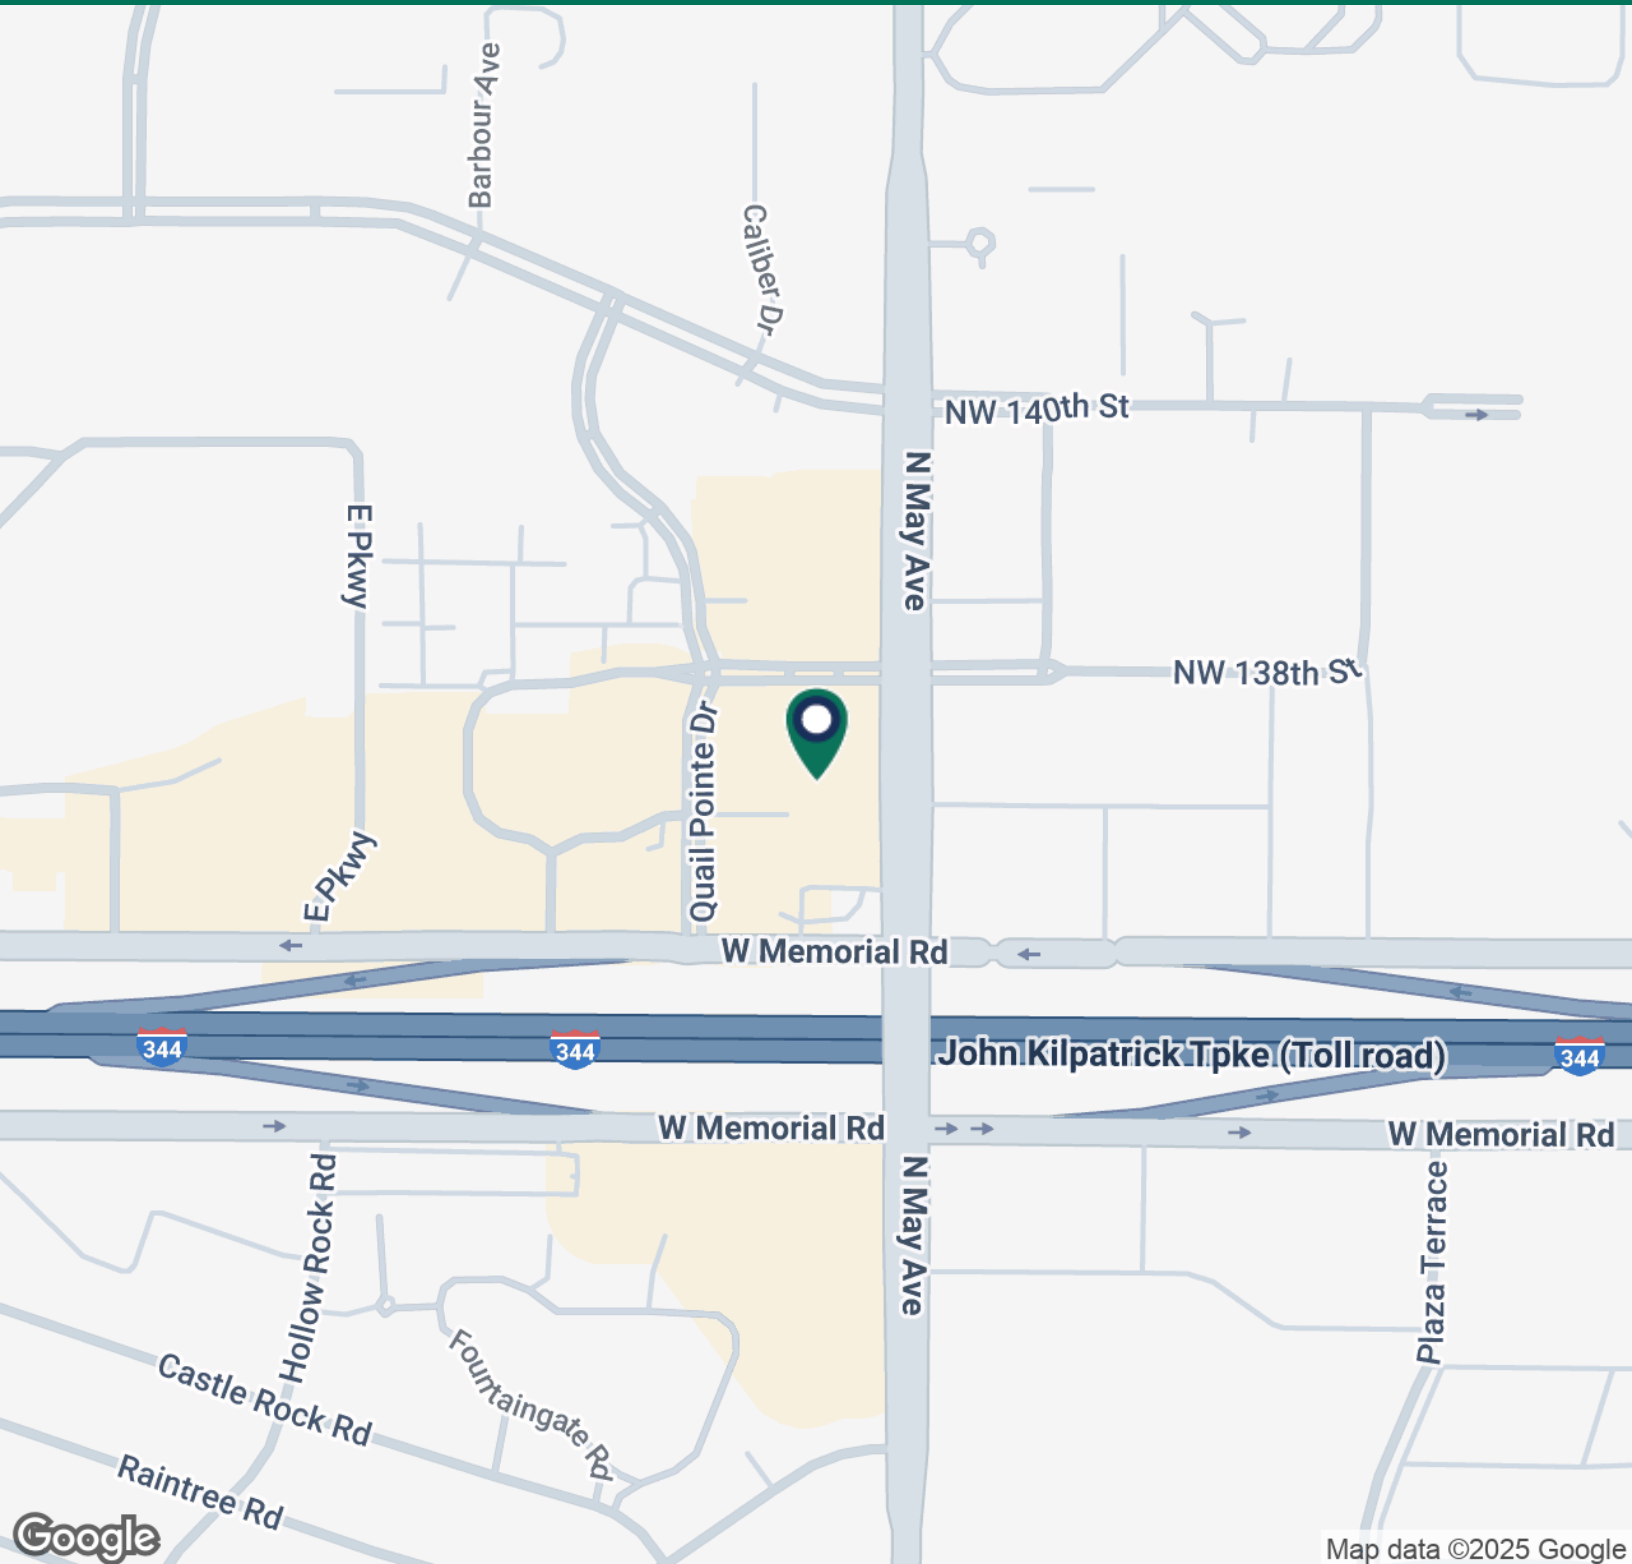 Barbour Ave
Caliber Dr
NW 140th St
N May Ave
E Pkwy
NW 138th St
Quail Pointe Dr
E Pkwy
W Memorial Rd
344
344
John Kilpatrick Tpke (Toll road)
344
W Memorial Rd
W Memorial Rd
Hollow Rock Rd
N May Ave
Plaza Terrace
Fountaingate Rd
Castle Rock Rd
Raintree Rd
Google
Map data ©2025 Google